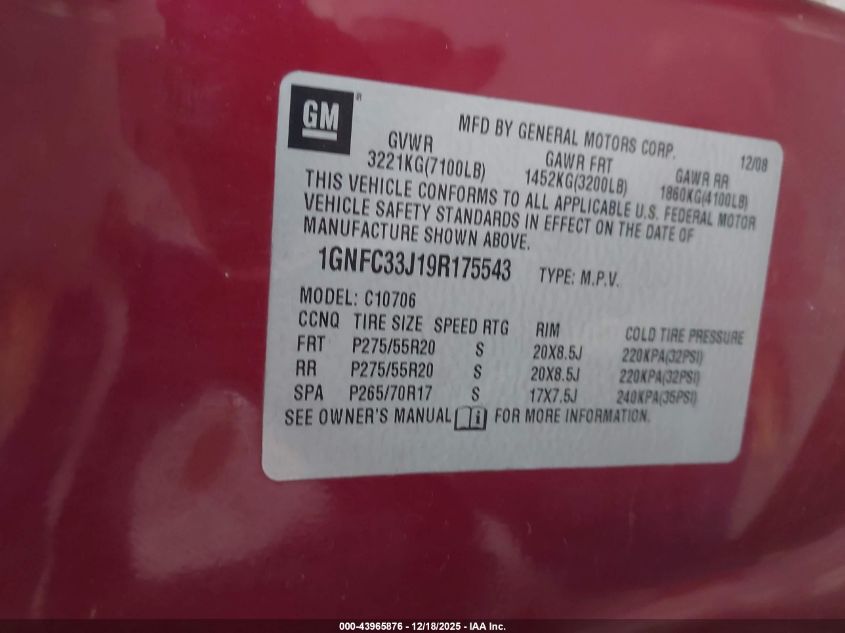 GM
MFD BY GENERAL MOTORS CORP. 12/08
GVWR GAWR FRT GAWR RR
3221KG(7100LB) 1452KG(3200LB) 1860KG(4100LB)
THIS VEHICLE CONFORMS TO ALL APPLICABLE U.S. FEDERAL MOTOR
VEHICLE SAFETY STANDARDS IN EFFECT ON THE DATE OF
MANUFACTURE SHOWN ABOVE.
1GNFC33J19R175543 TYPE: M.P.V.
MODEL: C10706
CCNQ TIRE SIZE SPEED RTG RIM COLD TIRE PRESSURE
FRT P275/55R20 S 20X8.5J 220KPA(32PSI)
RR P275/55R20 S 20X8.5J 220KPA(32PSI)
SPA P265/70R17 S 17X7.5J 240KPA(35PSI)
SEE OWNER'S MANUAL i FOR MORE INFORMATION.
000-43965876 - 12/18/2025 - IAA Inc.